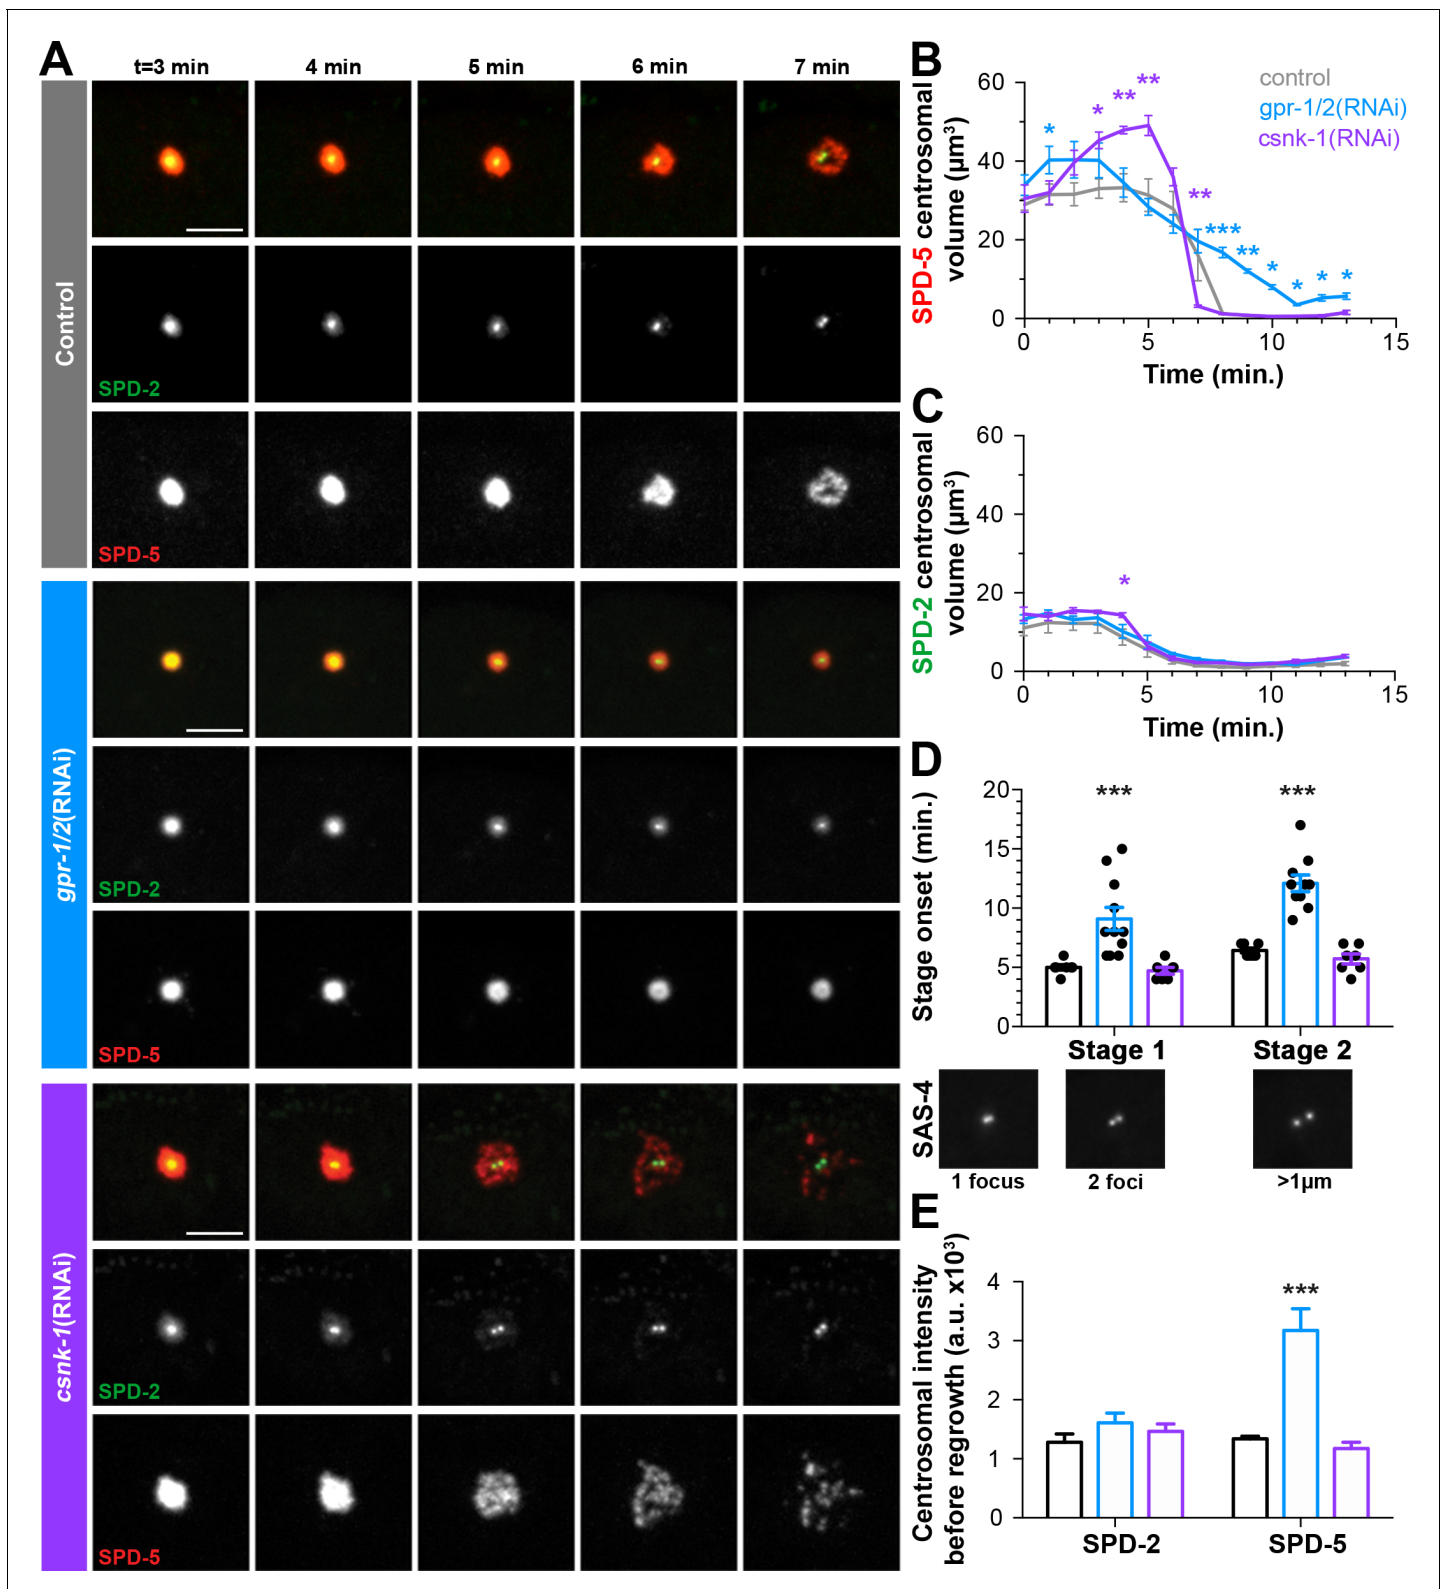 A
t=3 min 4 min 5 min 6 min 7 min
Control
SPD-2
SPD-5
gpr-1/2(RNAi)
SPD-2
SPD-5
csnk-1(RNAi)
SPD-2
SPD-5
B
SPD-5 centrosomal
volume (µm³)
60
40
20
0
0 5 10 15
Time (min.)
control
gpr-1/2(RNAi)
csnk-1(RNAi)
*
*
**
**
**
***
**
*
*
*
*
C
SPD-2 centrosomal
volume (µm³)
60
40
20
0
0 5 10 15
Time (min.)
*
D
Stage onset (min.)
20
15
10
5
0
*** ***
Stage 1 Stage 2
SAS-4
1 focus 2 foci >1µm
E
Centrosomal intensity
before regrowth (a.u. x10³)
4
3
2
1
0
***
SPD-2 SPD-5